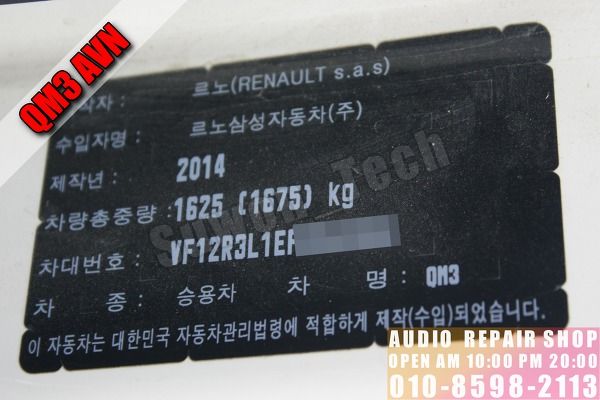 QM3 AVN
작자 : 르노(RENAULT s.a.s)
수입자명 : 르노삼성자동차(주)
제작년 : 2014
차량총중량 : 1625 (1675) kg
차대번호 : VF12R3L1E
차 종 : 승용차 차 명 : QM3
이 자동차는 대한민국 자동차관리법령에 적합하게 제작(수입)되었습니다.
AUDIO REPAIR SHOP
OPEN AM 10:00 PM 20:00
010-8598-2113